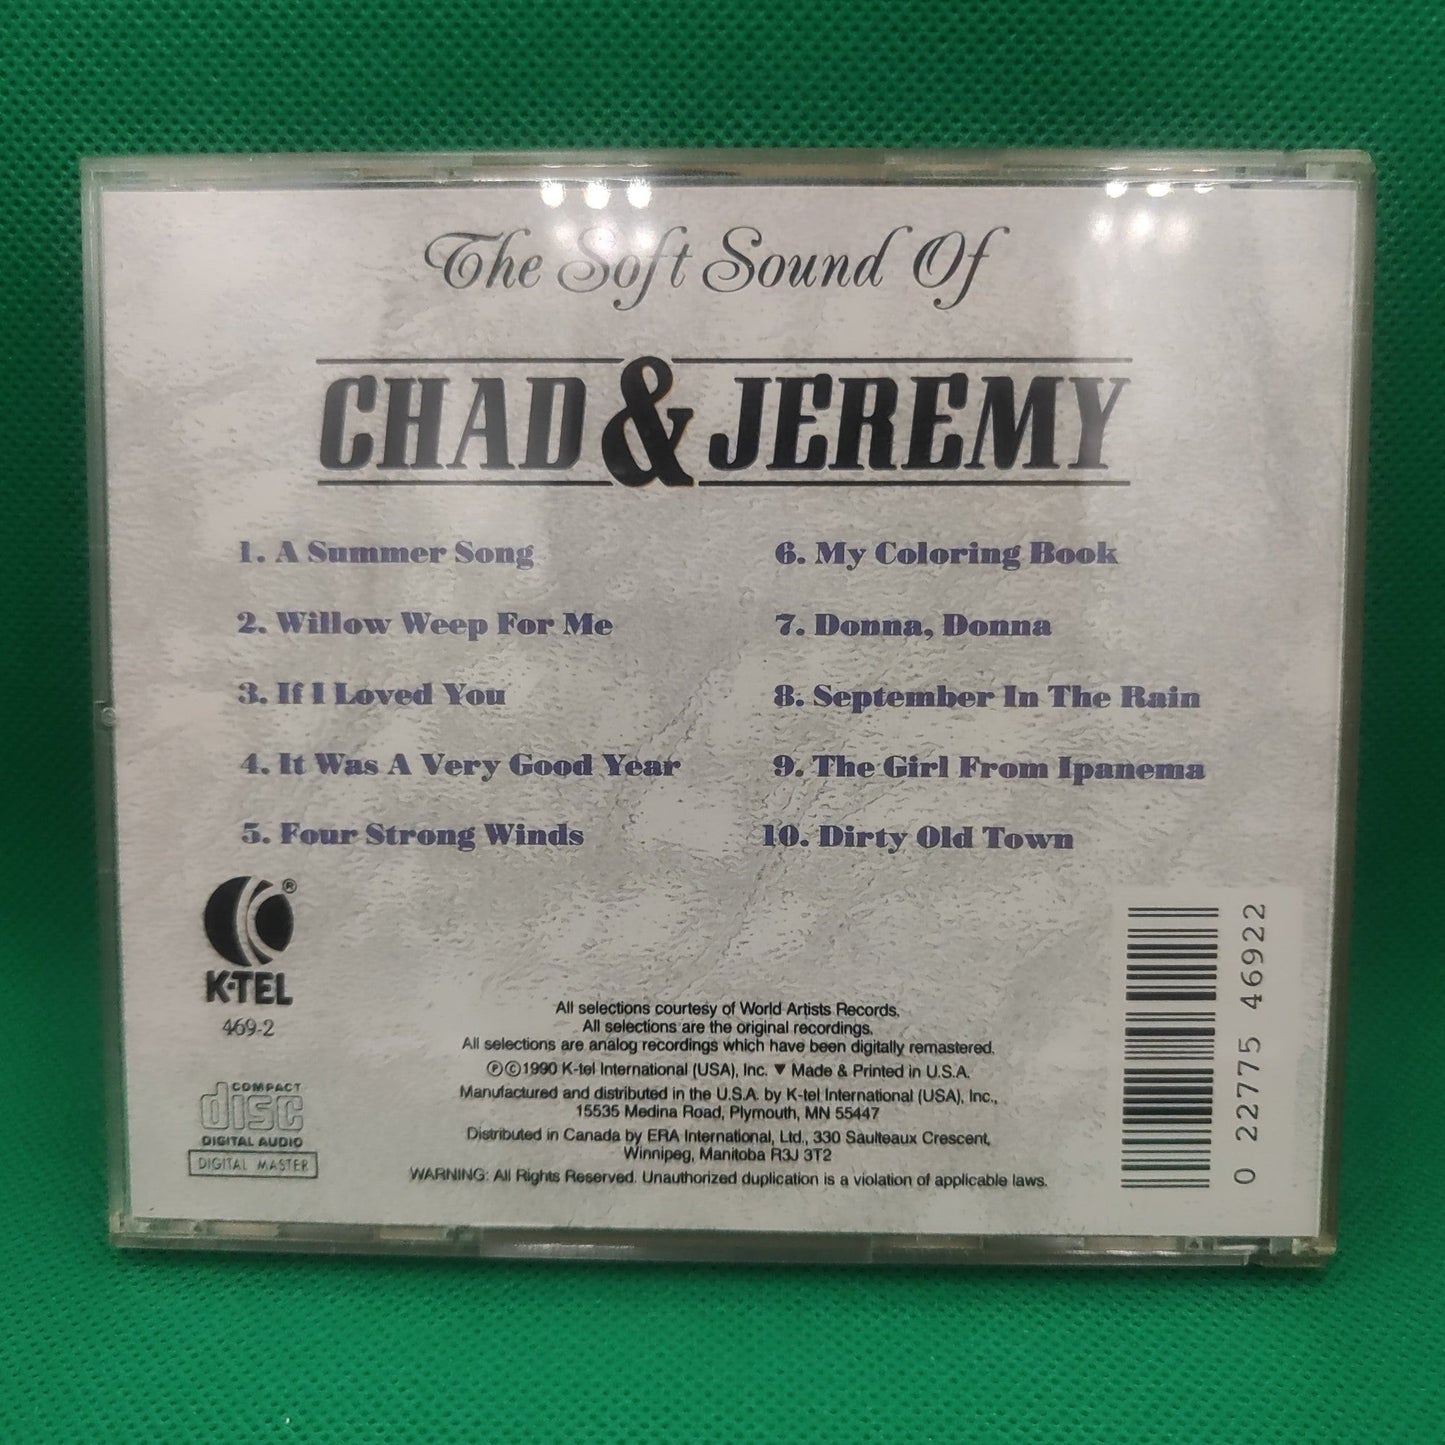 The Soft Sound Of
CHAD & JEREMY
1. A Summer Song
2. Willow Weep For Me
3. If I Loved You
4. It Was A Very Good Year
5. Four Strong Winds
6. My Coloring Book
7. Donna, Donna
8. September In The Rain
9. The Girl From Ipanema
10. Dirty Old Town
®
K-TEL
469-2
COMPACT
disc
DIGITAL AUDIO
DIGITAL MASTER
All selections courtesy of World Artists Records.
All selections are the original recordings.
All selections are analog recordings which have been digitally remastered.
℗©1990 K-tel International (USA), Inc. ▼ Made & Printed in U.S.A.
Manufactured and distributed in the U.S.A. by K-tel International (USA), Inc.,
15535 Medina Road, Plymouth, MN 55447
Distributed in Canada by ERA International, Ltd., 330 Saulteaux Crescent,
Winnipeg, Manitoba R3J 3T2
WARNING: All Rights Reserved. Unauthorized duplication is a violation of applicable laws.
0 22775 46922